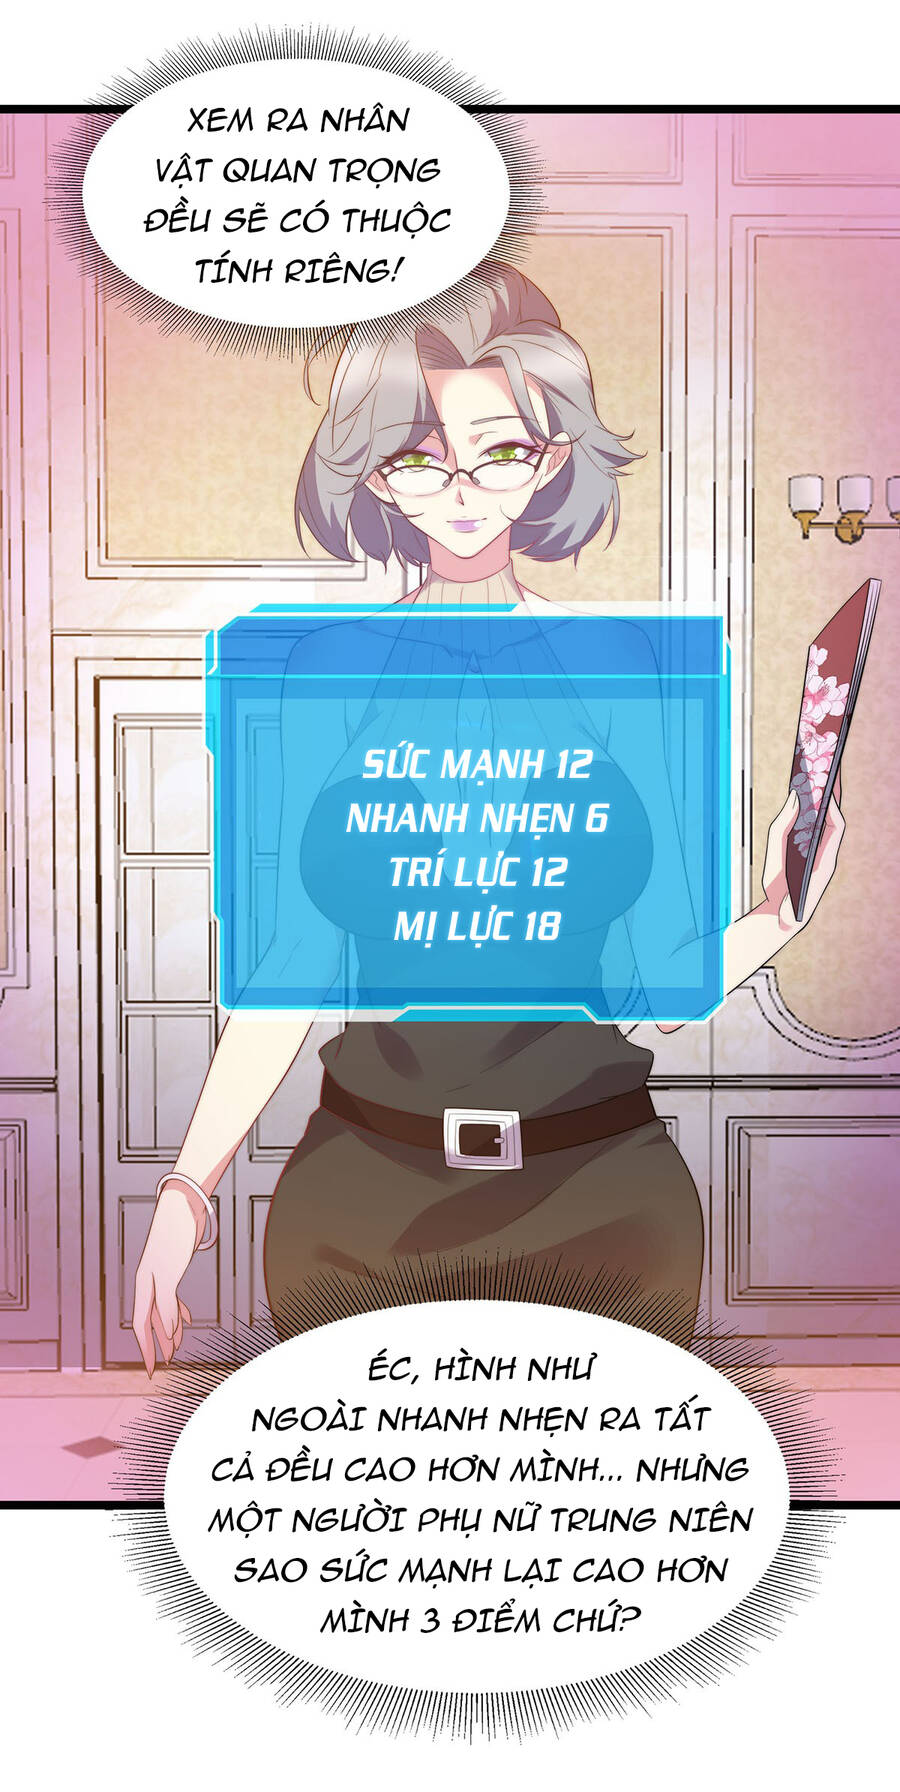 XEM RA NHÂN
VẬT QUAN TRỌNG
ĐỀU SẼ CÓ THUỘC
TÍNH RIÊNG!
SỨC MẠNH 12
NHANH NHẸN 6
TRÍ LỰC 12
MỊ LỰC 18
ÉC, HÌNH NHƯ
NGOÀI NHANH NHẸN RA TẤT
CẢ ĐỀU CAO HƠN MÌNH... NHƯNG
MỘT NGƯỜI PHỤ NỮ TRUNG NIÊN
SAO SỨC MẠNH LẠI CAO HƠN
MÌNH 3 ĐIỂM CHỨ?